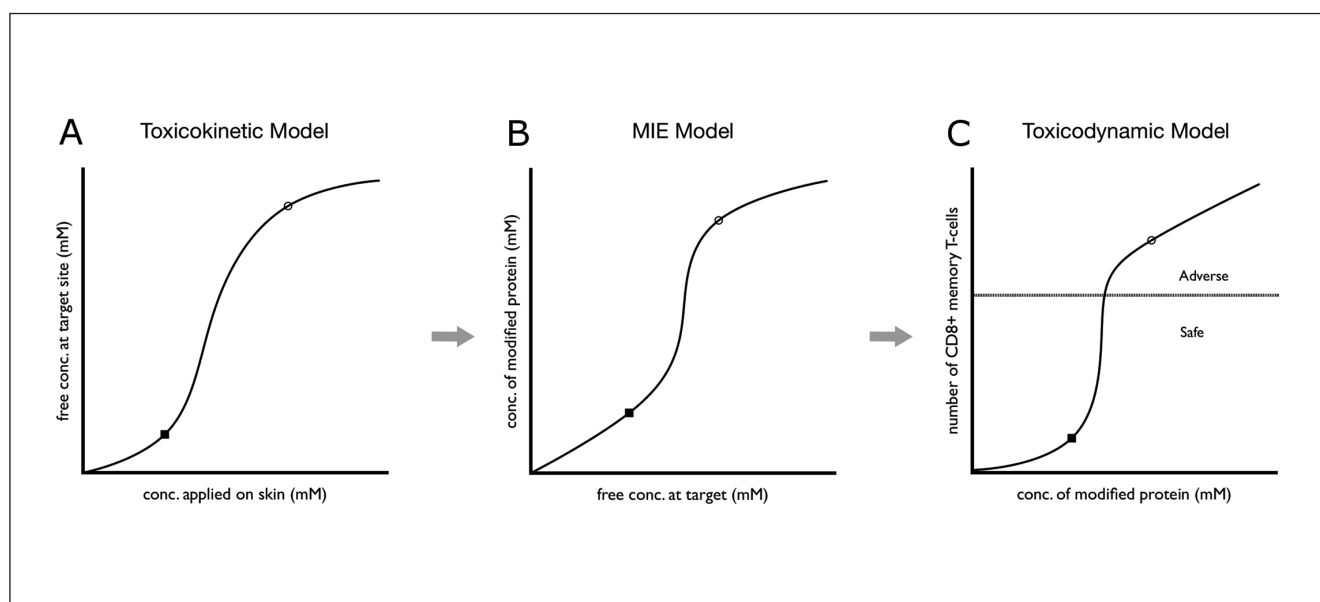 A Toxicokinetic Model
free conc. at target site (mM)
conc. applied on skin (mM)
B MIE Model
conc. of modified protein (mM)
free conc. at target (mM)
C Toxicodynamic Model
number of CD8+ memory T-cells
Adverse
Safe
conc. of modified protein (mM)